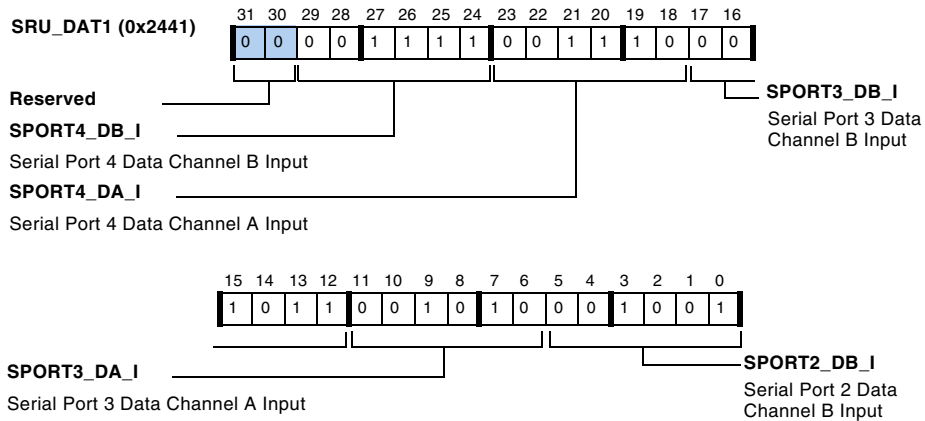 SRU_DAT1 (0x2441)
31 30 29 28 27 26 25 24 23 22 21 20 19 18 17 16
0 0 0 0 1 1 1 1 0 0 1 1 1 0 0 0
Reserved
SPORT3_DB_I
Serial Port 3 Data
Channel B Input
SPORT4_DB_I
Serial Port 4 Data Channel B Input
SPORT4_DA_I
Serial Port 4 Data Channel A Input
15 14 13 12 11 10 9 8 7 6 5 4 3 2 1 0
1 0 1 1 0 0 1 0 1 0 0 0 1 0 0 1
SPORT3_DA_I
Serial Port 3 Data Channel A Input
SPORT2_DB_I
Serial Port 2 Data
Channel B Input